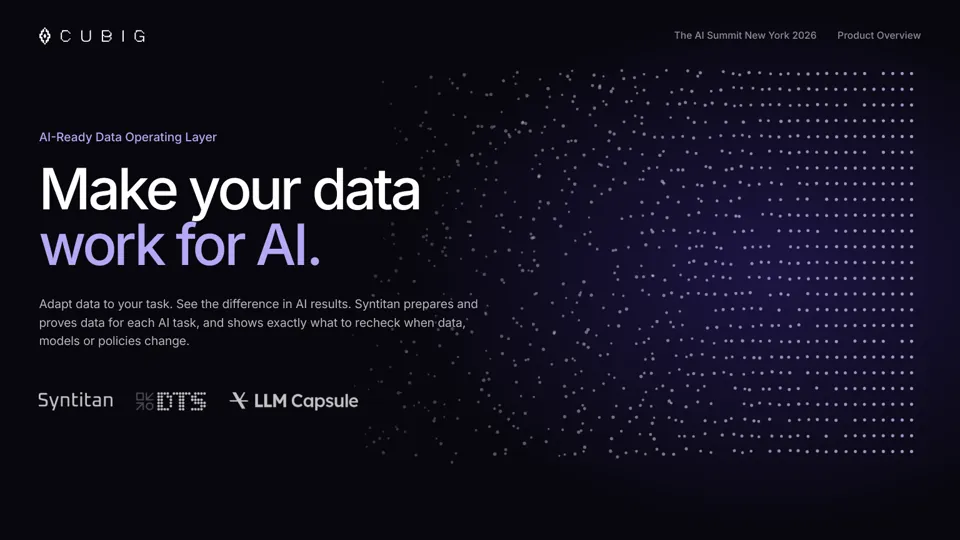 CUBIG
The AI Summit New York 2026
Product Overview
AI-Ready Data Operating Layer
Make your data
work for AI.
Adapt data to your task. See the difference in AI results. Syntitan prepares and
proves data for each AI task, and shows exactly what to recheck when data,
models or policies change.
Syntitan
DTS
LLM Capsule